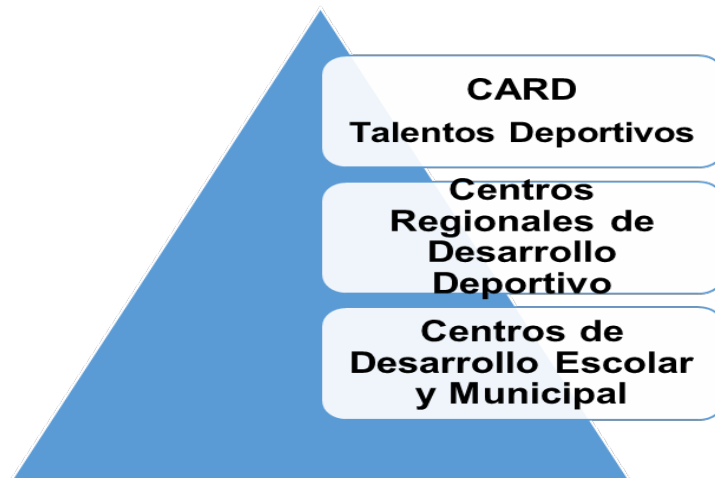 CARD
Talentos Deportivos
Centros
Regionales de
Desarrollo
Deportivo
Centros de
Desarrollo Escolar
y Municipal